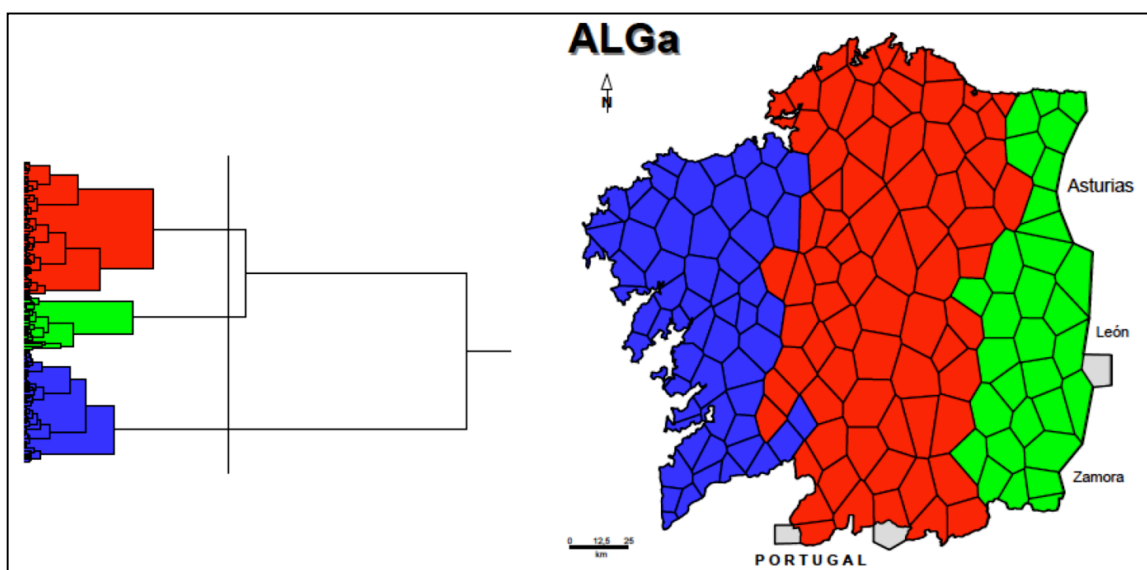 ALGa
N
Asturias
León
Zamora
0 12,5 25
km
PORTUGAL